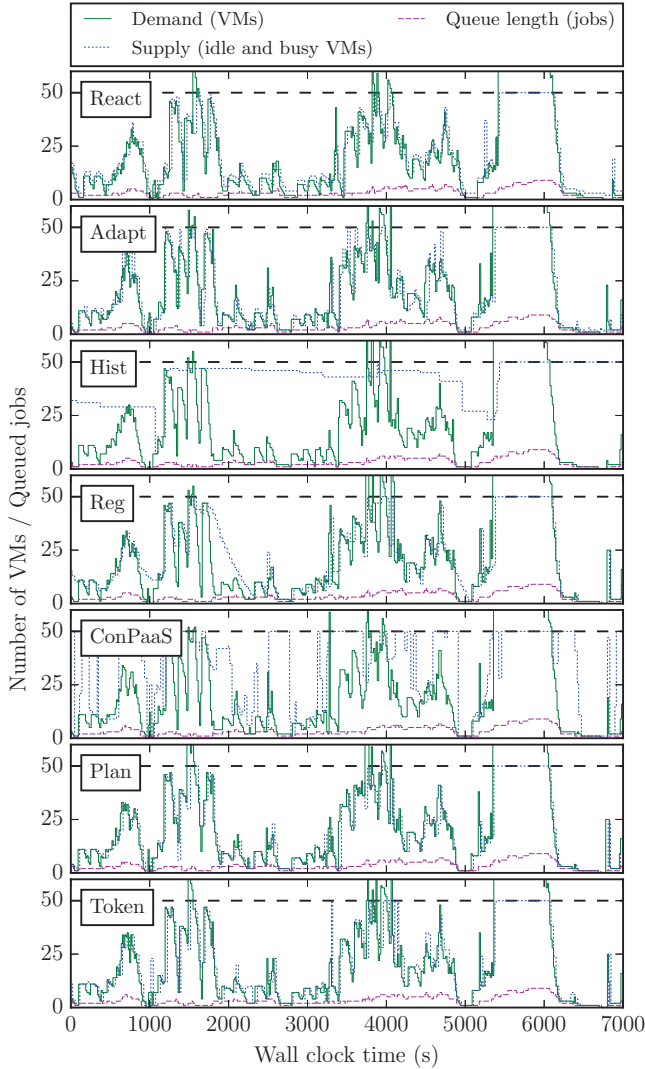 Demand (VMs)
Queue length (jobs)
Supply (idle and busy VMs)
Number of VMs / Queued jobs
50
25
0
React
50
25
0
Adapt
50
25
0
Hist
50
25
0
Reg
50
25
0
ConPaaS
50
25
0
Plan
50
25
0
Token
0 1000 2000 3000 4000 5000 6000 7000
Wall clock time (s)